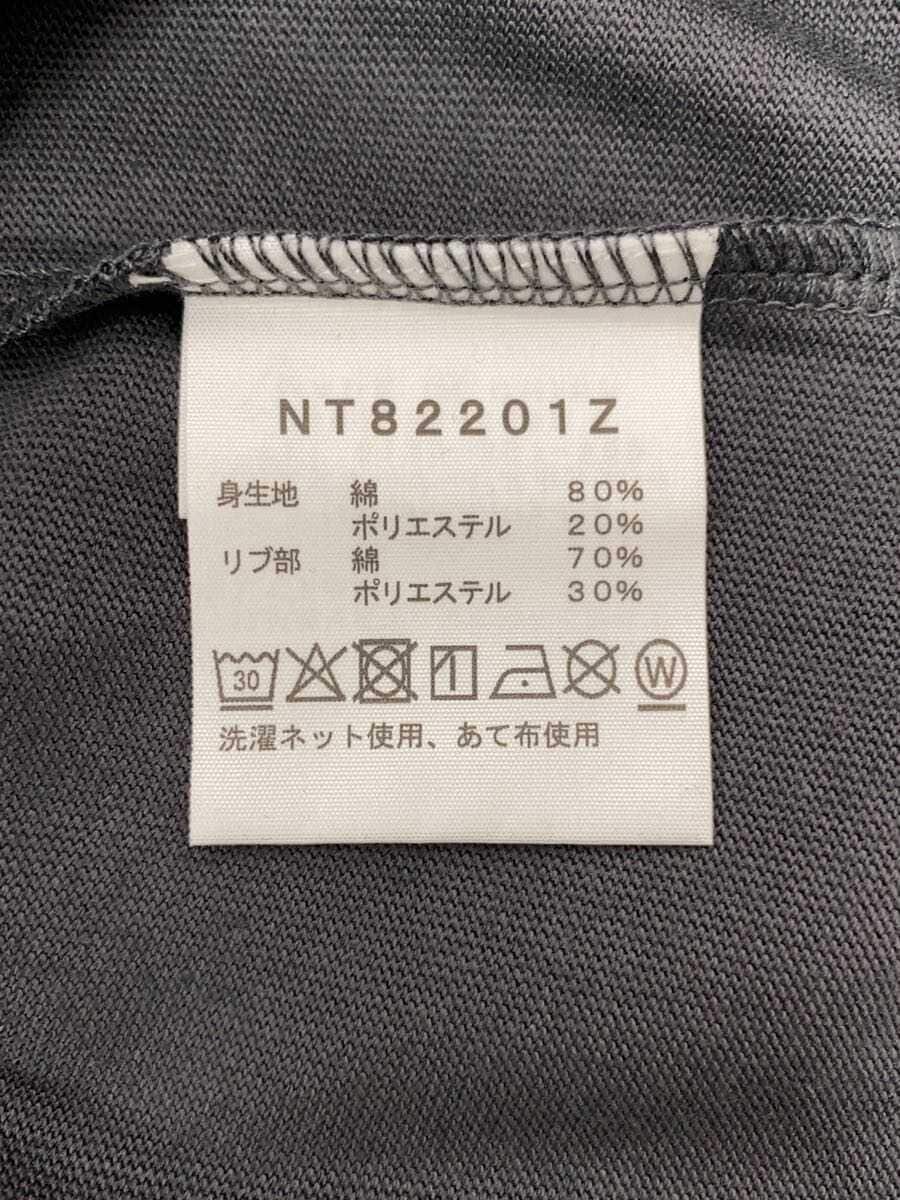 NT82201Z
身生地 綿 80%
ポリエステル 20%
リブ部 綿 70%
ポリエステル 30%
30 W
洗濯ネット使用、あて布使用